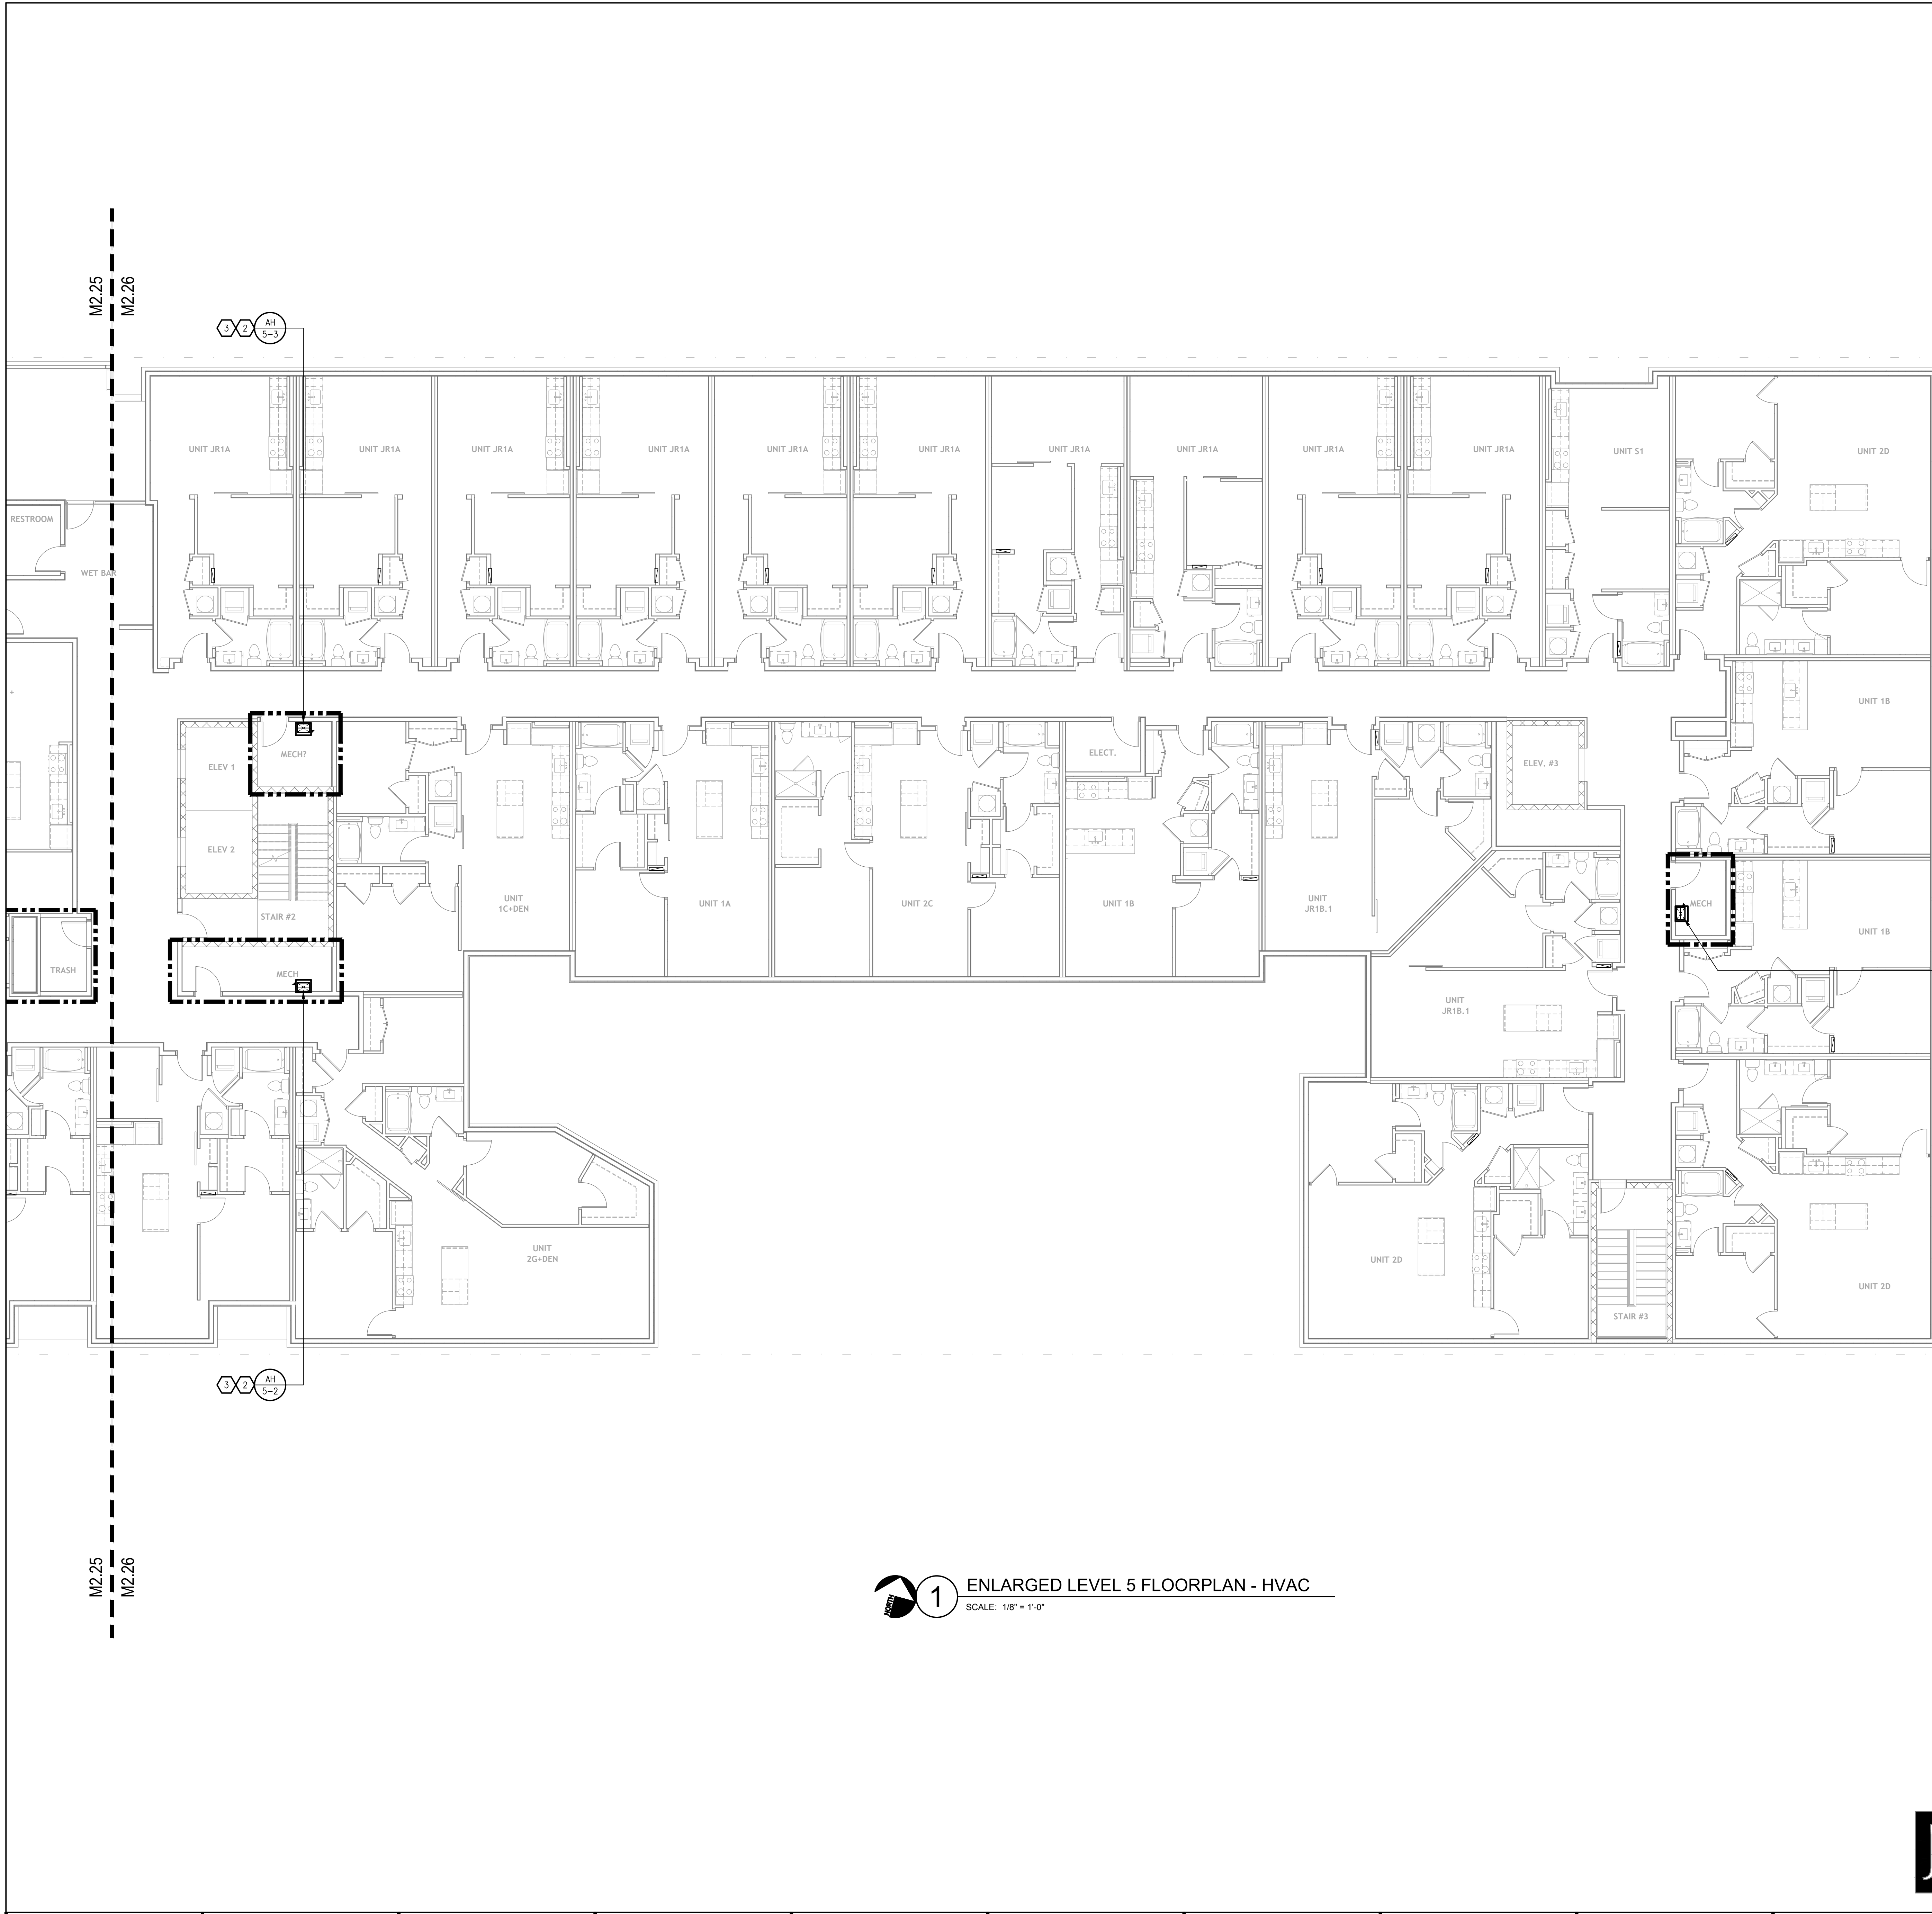 M2.25
M2.26
3
2
AH
5-3
UNIT JR1A
UNIT JR1A
UNIT JR1A
UNIT JR1A
UNIT JR1A
UNIT JR1A
UNIT JR1A
UNIT JR1A
UNIT JR1A
UNIT JR1A
UNIT S1
UNIT 2D
RESTROOM
WET BAR
UNIT 1B
MECH?
ELEV 1
ELECT.
ELEV. #3
ELEV 2
STAIR #2
UNIT
1C+DEN
UNIT 1A
UNIT 2C
UNIT 1B
UNIT
JR1B.1
MECH
UNIT 1B
TRASH
MECH
UNIT
JR1B.1
UNIT
2G+DEN
UNIT 2D
STAIR #3
UNIT 2D
3
2
AH
5-2
M2.25
M2.26
NORTH
1
ENLARGED LEVEL 5 FLOORPLAN - HVAC
SCALE: 1/8" = 1'-0"
J